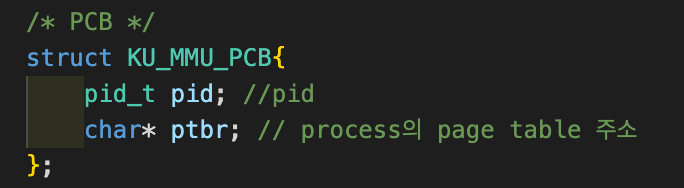 /* PCB */
struct KU_MMU_PCB{
pid_t pid; //pid
char* ptbr; // process의 page table 주소
};